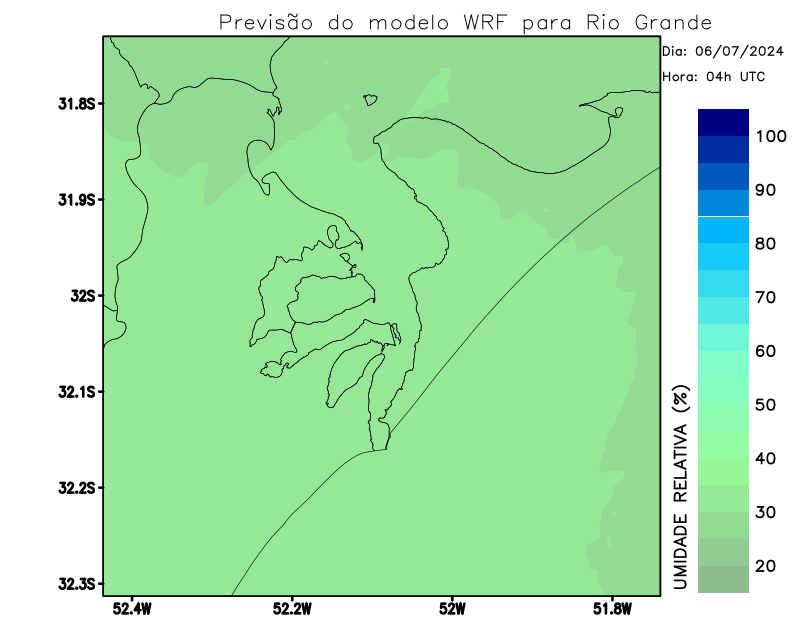 Previsão do modelo WRF para Rio Grande
Dia: 06/07/2024
Hora: 04h UTC
31.8S
31.9S
32S
32.1S
32.2S
32.3S
52.4W
52.2W
52W
51.8W
UMIDADE RELATIVA (%)
100
90
80
70
60
50
40
30
20